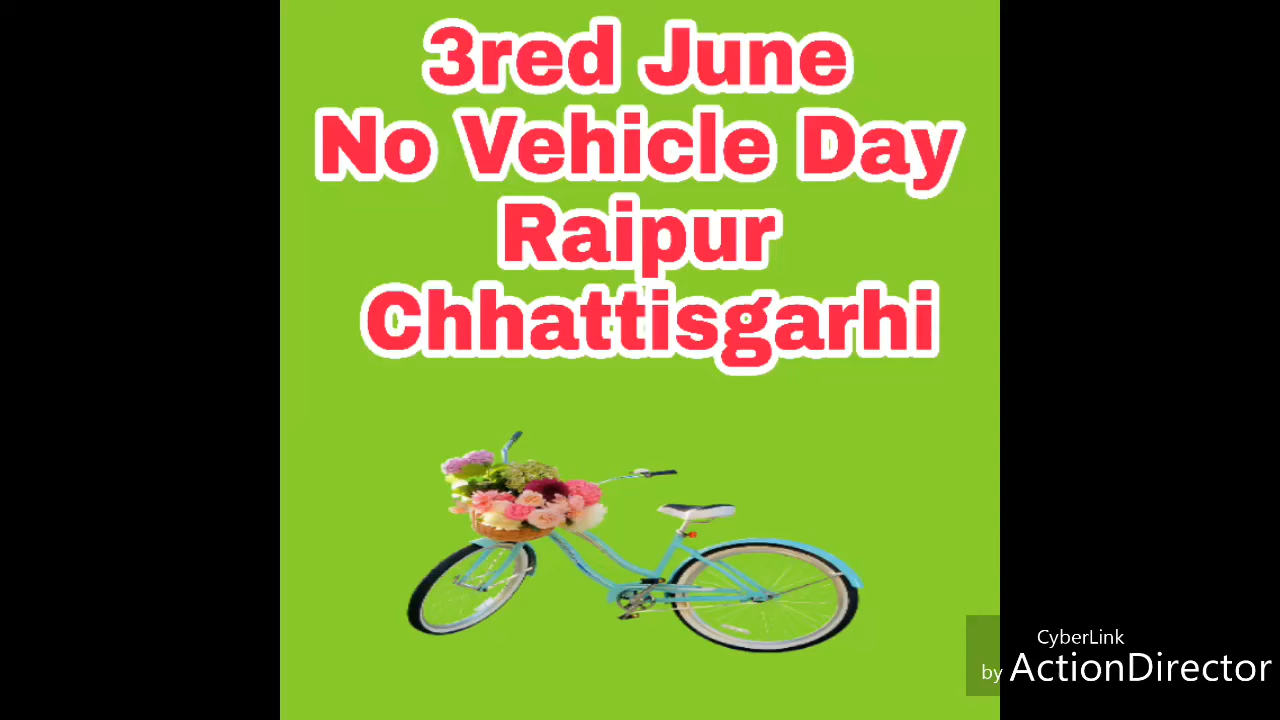 3red June
No Vehicle Day
Raipur
Chhattisgarhi
CyberLink
by ActionDirector